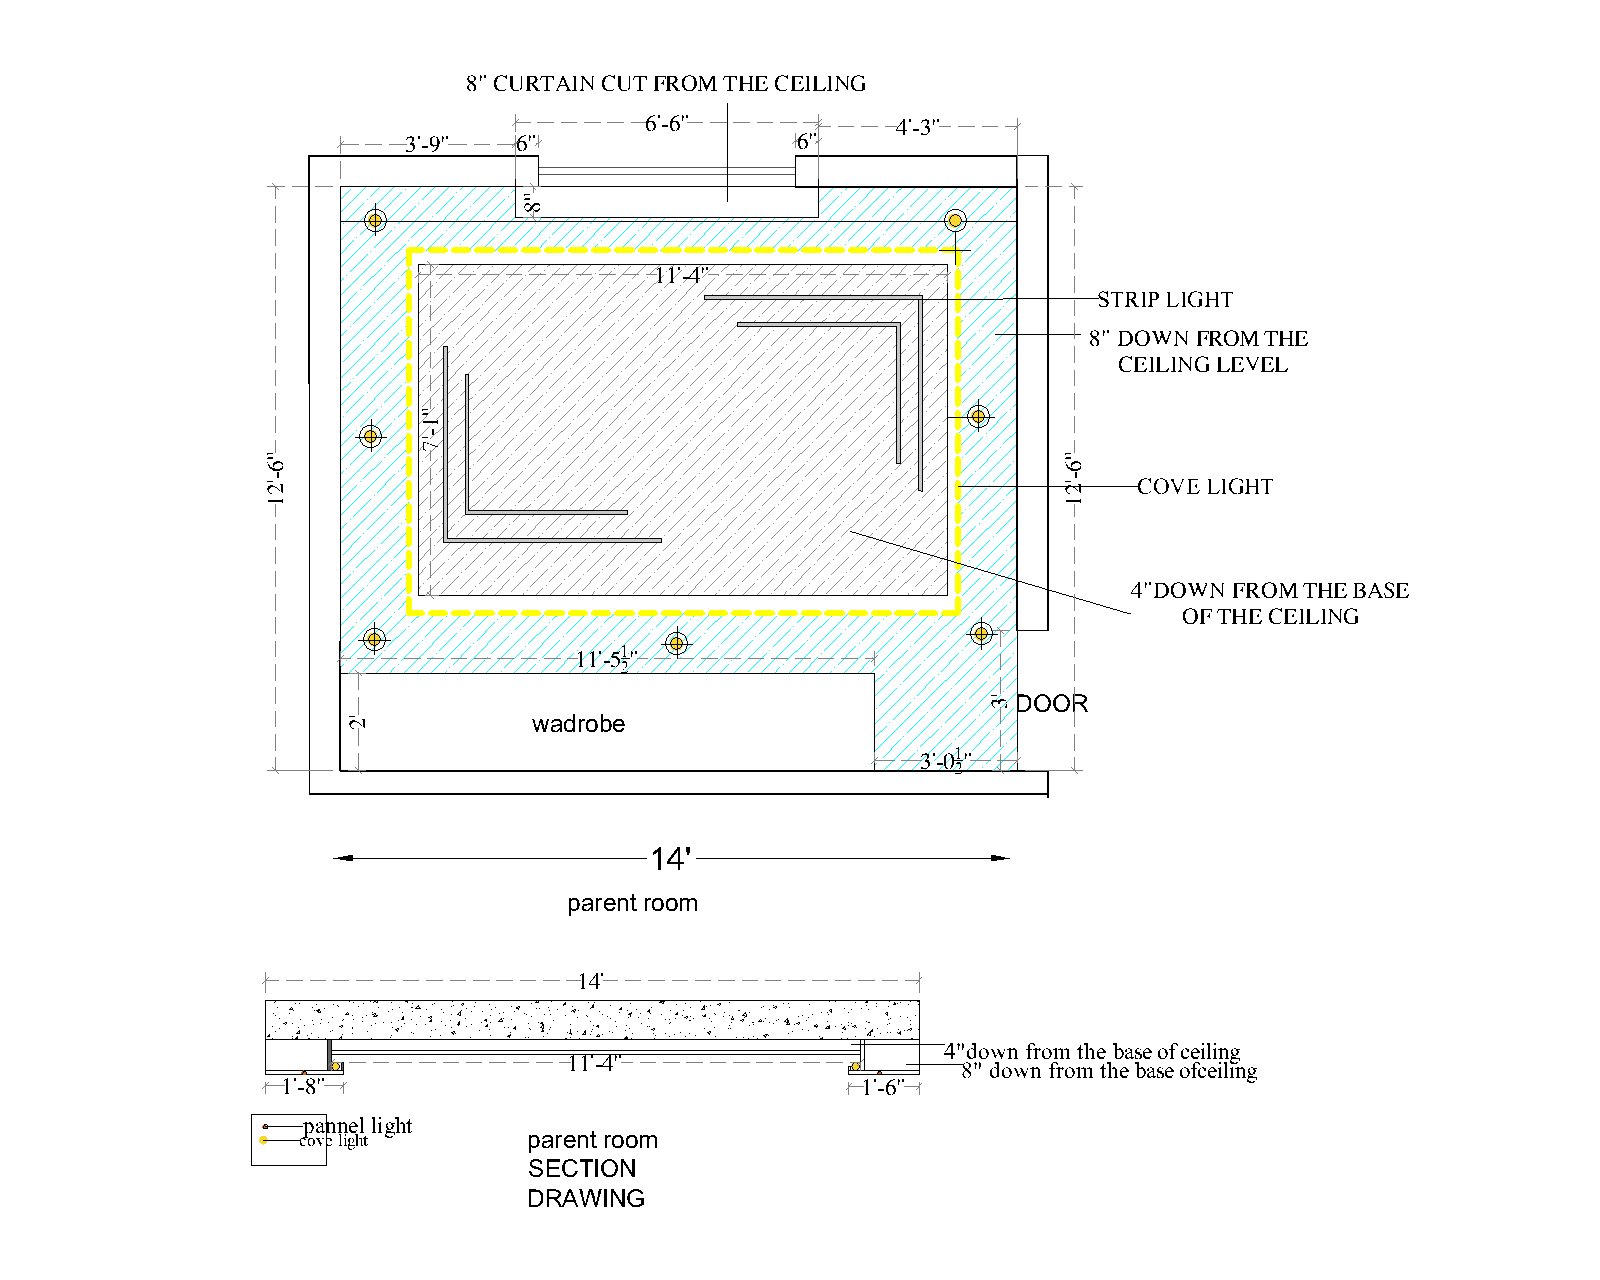 8" CURTAIN CUT FROM THE CEILING
6'-6"
4'-3"
3'-9"
6"
6"
8"
11'-4"
STRIP LIGHT
8" DOWN FROM THE
CEILING LEVEL
7'-1"
12'-6"
12'-6"
COVE LIGHT
4"DOWN FROM THE BASE
OF THE CEILING
11'-5½"
2'
wadrobe
3'
DOOR
3'-0½"
14'
parent room
14'
4"down from the base of ceiling
11'-4"
8" down from the base ofceiling
1'-8"
1'-6"
pannel light
cove light
parent room
SECTION
DRAWING